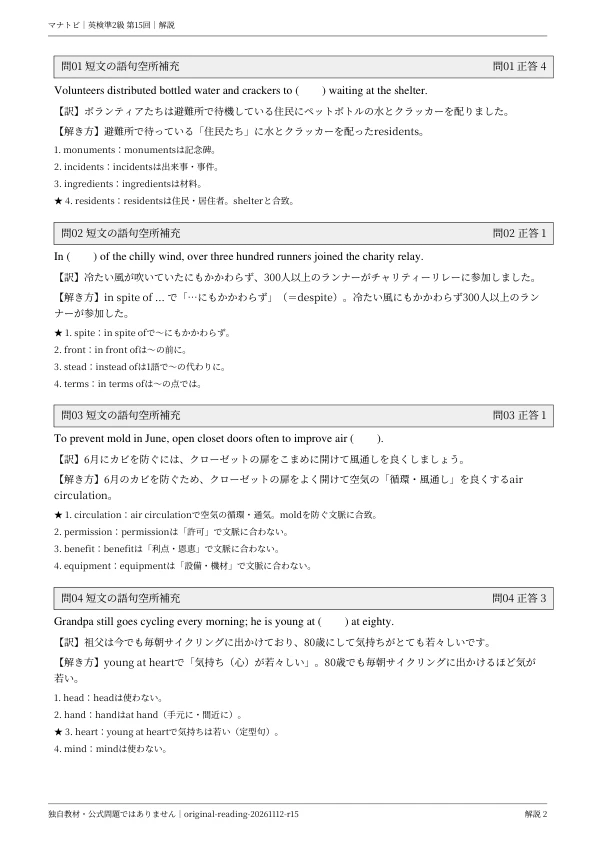 マナトビ｜英検準2級 第15回｜解説
問01 短文の語句空所補充 問01 正答 4
Volunteers distributed bottled water and crackers to (　　) waiting at the shelter.
【訳】ボランティアたちは避難所で待機している住民にペットボトルの水とクラッカーを配りました。
【解き方】避難所で待っている「住民たち」に水とクラッカーを配ったresidents。
1. monuments：monumentsは記念碑。
2. incidents：incidentsは出来事・事件。
3. ingredients：ingredientsは材料。
★ 4. residents：residentsは住民・居住者。shelterと合致。
問02 短文の語句空所補充 問02 正答 1
In (　　) of the chilly wind, over three hundred runners joined the charity relay.
【訳】冷たい風が吹いていたにもかかわらず、300人以上のランナーがチャリティーリレーに参加しました。
【解き方】in spite of … で「…にもかかわらず」（＝despite）。冷たい風にもかかわらず300人以上のラン
ナーが参加した。
★ 1. spite：in spite ofで〜にもかかわらず。
2. front：in front ofは〜の前に。
3. stead：instead ofは1語で〜の代わりに。
4. terms：in terms ofは〜の点では。
問03 短文の語句空所補充 問03 正答 1
To prevent mold in June, open closet doors often to improve air (　　).
【訳】6月にカビを防ぐには、クローゼットの扉をこまめに開けて風通しを良くしましょう。
【解き方】6月のカビを防ぐため、クローゼットの扉をよく開けて空気の「循環・風通し」を良くするair
circulation。
★ 1. circulation：air circulationで空気の循環・通気。moldを防ぐ文脈に合致。
2. permission：permissionは「許可」で文脈に合わない。
3. benefit：benefitは「利点・恩恵」で文脈に合わない。
4. equipment：equipmentは「設備・機材」で文脈に合わない。
問04 短文の語句空所補充 問04 正答 3
Grandpa still goes cycling every morning; he is young at (　　) at eighty.
【訳】祖父は今でも毎朝サイクリングに出かけており、80歳にして気持ちがとても若々しいです。
【解き方】young at heartで「気持ち（心）が若々しい」。80歳でも毎朝サイクリングに出かけるほど気が
若い。
1. head：headは使わない。
2. hand：handはat hand（手元に・間近に）。
★ 3. heart：young at heartで気持ちは若い（定型句）。
4. mind：mindは使わない。
独自教材・公式問題ではありません｜original-reading-20261112-r15 解説 2